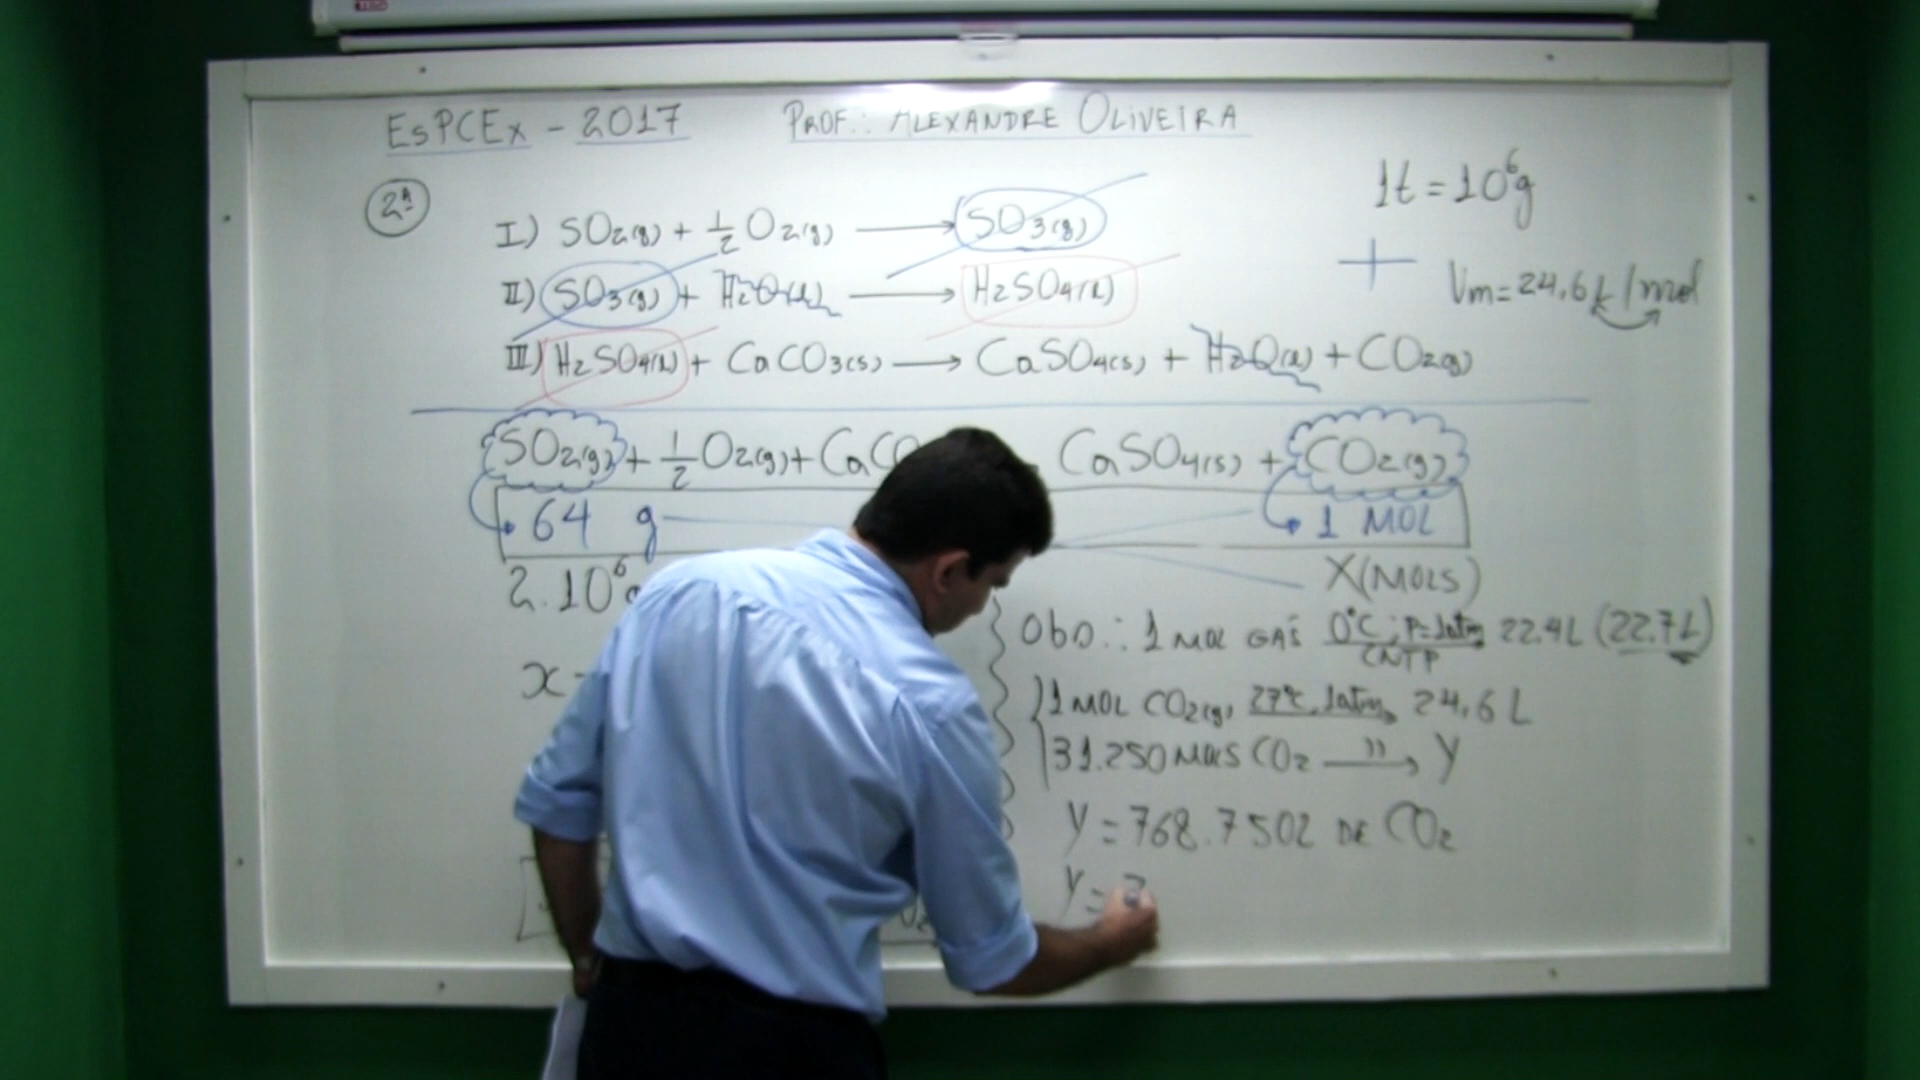 EsPCEx - 2017 PROF.: ALEXANDRE OLIVEIRA
2ª
1t = 10⁶g
I) SO₂(g) + 1/2 O₂(g) → SO₃(g)
II) SO₃(g) + H₂O(l) → H₂SO₄(l)
Vm = 24,6 L/mol
III) H₂SO₄(l) + CaCO₃(s) → CaSO₄(s) + H₂O(l) + CO₂(g)
SO₂(g) + 1/2 O₂(g) + CaCO CaSO₄(s) + CO₂(g)
64 g 1 MOL
2.10⁶ X(MOLS)
Obs.: 1 MOL GÁS 0°C; P=1atm 22.4L (22.7L)
CNTP
x
1 MOL CO₂(g) 27°C, 1atm → 24,6 L
31.250 MOLS CO₂ '' → Y
Y = 768.750L DE CO₂
Y = 7